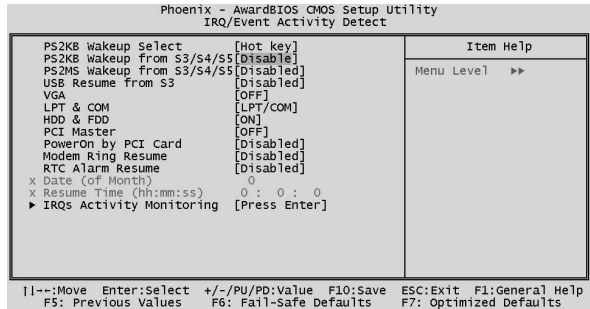 Phoenix - AwardBIOS CMOS Setup Utility
IRQ/Event Activity Detect
PS2KB Wakeup Select [Hot key]
PS2KB Wakeup from S3/S4/S5[Disable]
PS2MS Wakeup from S3/S4/S5[Disabled]
USB Resume from S3 [Disabled]
VGA [OFF]
LPT & COM [LPT/COM]
HDD & FDD [ON]
PCI Master [OFF]
PowerOn by PCI Card [Disabled]
Modem Ring Resume [Disabled]
RTC Alarm Resume [Disabled]
x Date (of Month) 0
x Resume Time (hh:mm:ss) 0 : 0 : 0
▶ IRQs Activity Monitoring [Press Enter]
Item Help
Menu Level ▶▶
↑↓→←:Move Enter:Select +/-/PU/PD:Value F10:Save ESC:Exit F1:General Help
F5: Previous Values F6: Fail-Safe Defaults F7: Optimized Defaults